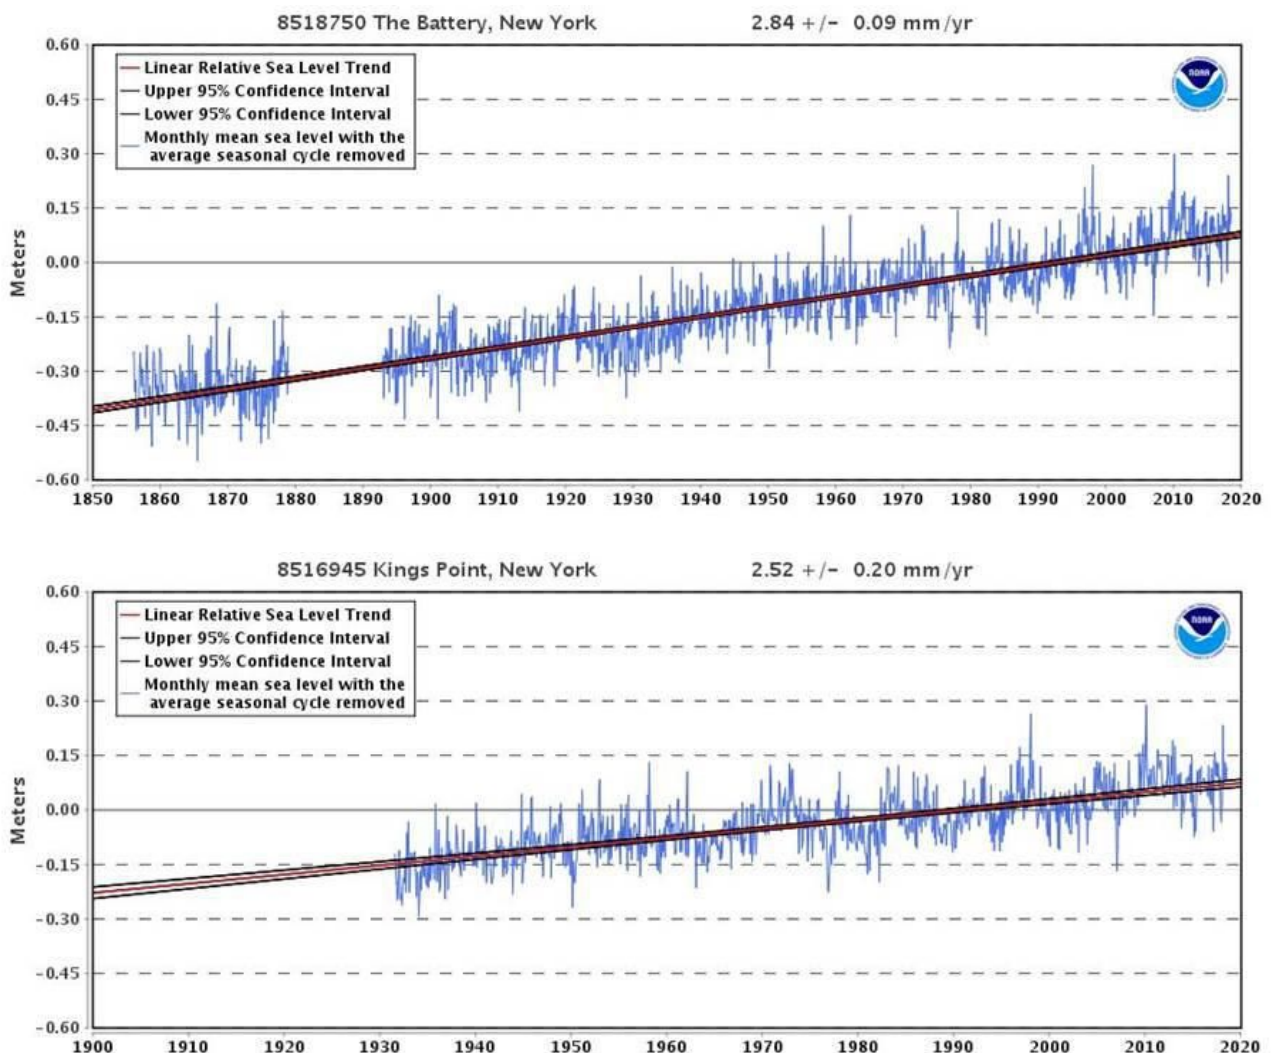 8518750 The Battery, New York 2.84 +/- 0.09 mm/yr
0.60
Linear Relative Sea Level Trend
Upper 95% Confidence Interval
Lower 95% Confidence Interval
Monthly mean sea level with the
average seasonal cycle removed
NOAA
0.45
0.30
0.15
0.00
-0.15
-0.30
-0.45
-0.60
Meters
1850 1860 1870 1880 1890 1900 1910 1920 1930 1940 1950 1960 1970 1980 1990 2000 2010 2020
8516945 Kings Point, New York 2.52 +/- 0.20 mm/yr
0.60
Linear Relative Sea Level Trend
Upper 95% Confidence Interval
Lower 95% Confidence Interval
Monthly mean sea level with the
average seasonal cycle removed
NOAA
0.45
0.30
0.15
0.00
-0.15
-0.30
-0.45
-0.60
Meters
1900 1910 1920 1930 1940 1950 1960 1970 1980 1990 2000 2010 2020